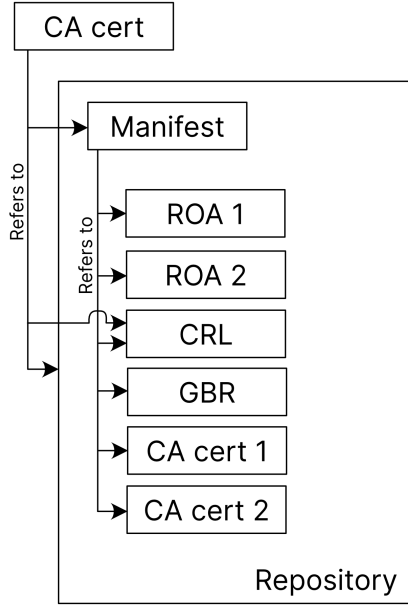 CA cert
Manifest
Refers to
Refers to
ROA 1
ROA 2
CRL
GBR
CA cert 1
CA cert 2
Repository